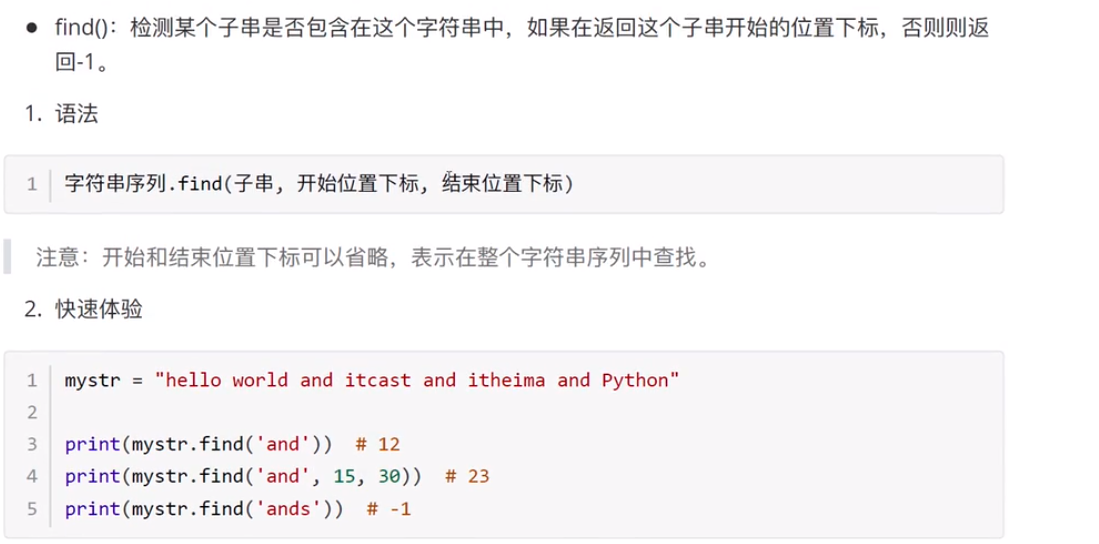 ● find()：检测某个子串是否包含在这个字符串中，如果在返回这个子串开始的位置下标，否则则返
回-1。
1. 语法
1 字符串序列.find(子串, 开始位置下标, 结束位置下标)
注意：开始和结束位置下标可以省略，表示在整个字符串序列中查找。
2. 快速体验
1 mystr = "hello world and itcast and itheima and Python"
2
3 print(mystr.find('and'))  # 12
4 print(mystr.find('and', 15, 30))  # 23
5 print(mystr.find('ands'))  # -1